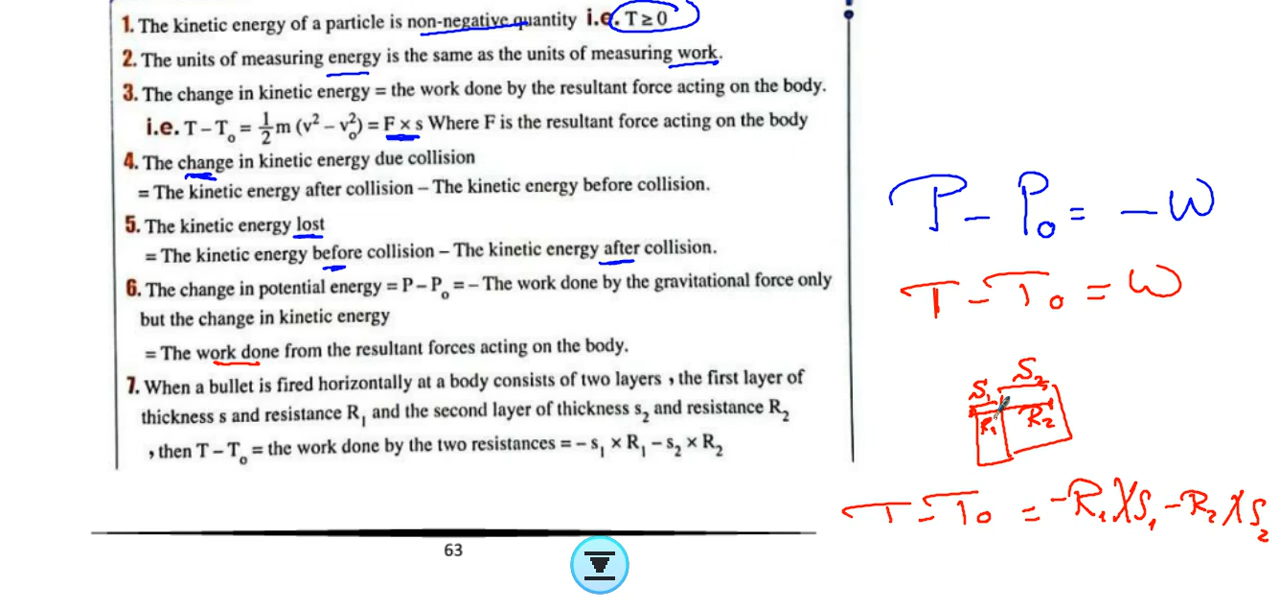 1. The kinetic energy of a particle is non-negative quantity i.e. T ≥ 0
2. The units of measuring energy is the same as the units of measuring work.
3. The change in kinetic energy = the work done by the resultant force acting on the body.
i.e. T – T₀ = 1/2 m (v² – v₀²) = F × s Where F is the resultant force acting on the body
4. The change in kinetic energy due collision
= The kinetic energy after collision – The kinetic energy before collision.
5. The kinetic energy lost
= The kinetic energy before collision – The kinetic energy after collision.
6. The change in potential energy = P – P₀ = – The work done by the gravitational force only
but the change in kinetic energy
= The work done from the resultant forces acting on the body.
7. When a bullet is fired horizontally at a body consists of two layers , the first layer of
thickness s and resistance R₁ and the second layer of thickness s₂ and resistance R₂
, then T – T₀ = the work done by the two resistances = – s₁ × R₁ – s₂ × R₂
63
P – P₀ = – W
T – T₀ = W
S₁ S₂
R₁ R₂
T – T₀ = –R₁ × S₁ – R₂ × S₂